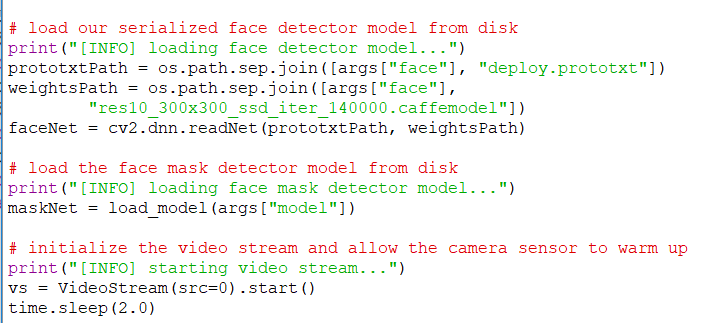 # load our serialized face detector model from disk
print("[INFO] loading face detector model...")
prototxtPath = os.path.sep.join([args["face"], "deploy.prototxt"])
weightsPath = os.path.sep.join([args["face"],
        "res10_300x300_ssd_iter_140000.caffemodel"])
faceNet = cv2.dnn.readNet(prototxtPath, weightsPath)

# load the face mask detector model from disk
print("[INFO] loading face mask detector model...")
maskNet = load_model(args["model"])

# initialize the video stream and allow the camera sensor to warm up
print("[INFO] starting video stream...")
vs = VideoStream(src=0).start()
time.sleep(2.0)